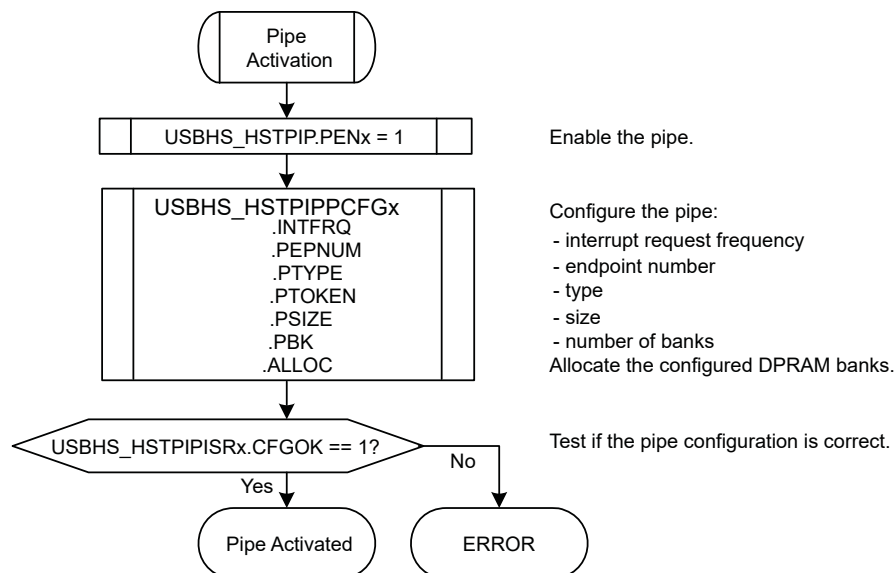 Pipe
Activation
USBHS_HSTPIP.PENx = 1
Enable the pipe.
USBHS_HSTPIPPCFGx
.INTFRQ
.PEPNUM
.PTYPE
.PTOKEN
.PSIZE
.PBK
.ALLOC
Configure the pipe:
- interrupt request frequency
- endpoint number
- type
- size
- number of banks
Allocate the configured DPRAM banks.
USBHS_HSTPIPISRx.CFGOK == 1?
Test if the pipe configuration is correct.
No
Yes
Pipe Activated
ERROR